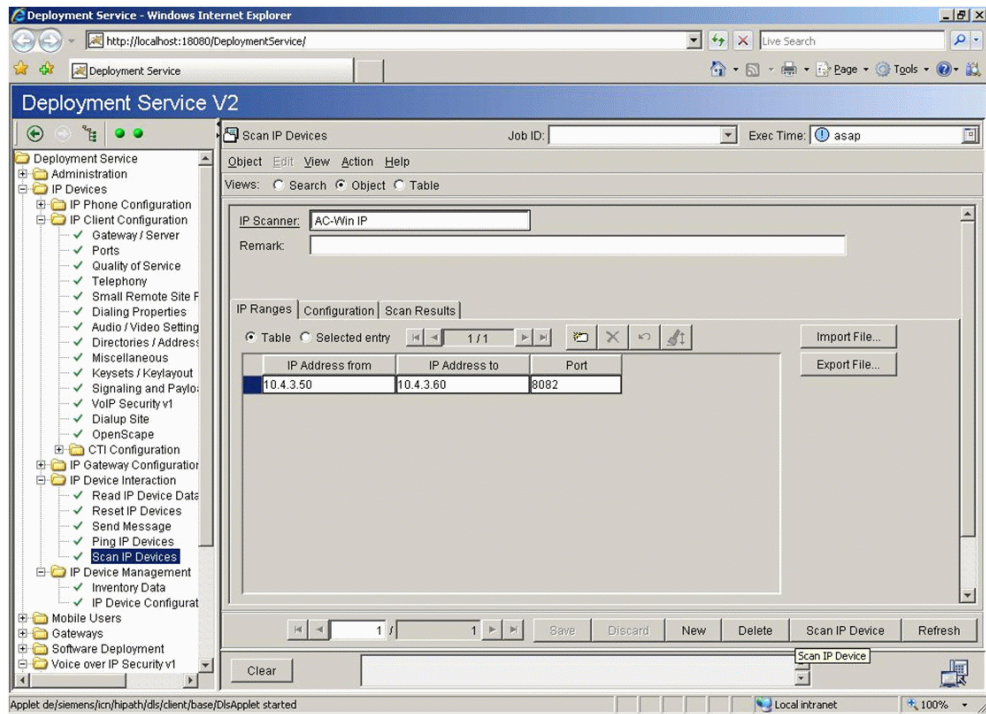 Deployment Service - Windows Internet Explorer
http://localhost:18080/DeploymentService/
Live Search
Deployment Service
Page
Tools
Deployment Service V2
Scan IP Devices
Job ID:
Exec Time:
asap
Object Edit View Action Help
Views: Search Object Table
Deployment Service
Administration
IP Devices
IP Phone Configuration
IP Client Configuration
Gateway / Server
Ports
Quality of Service
Telephony
Small Remote Site F
Dialing Properties
Audio / Video Setting
Directories / Address
Miscellaneous
Keysets / Keylayout
Signaling and Payloa
VoIP Security v1
Dialup Site
OpenScape
CTI Configuration
IP Gateway Configuration
IP Device Interaction
Read IP Device Data
Reset IP Devices
Send Message
Ping IP Devices
Scan IP Devices
IP Device Management
Inventory Data
IP Device Configurat
Mobile Users
Gateways
Software Deployment
Voice over IP Security v1
IP Scanner: AC-Win IP
Remark:
IP Ranges Configuration Scan Results
Table Selected entry 1 / 1
Import File...
Export File...
IP Address from IP Address to Port
10.4.3.50 10.4.3.60 8082
1 / 1 Save Discard New Delete Scan IP Device Refresh
Scan IP Device
Clear
Applet de/siemens/icn/hipath/dls/client/base/DlsApplet started
Local intranet
100%